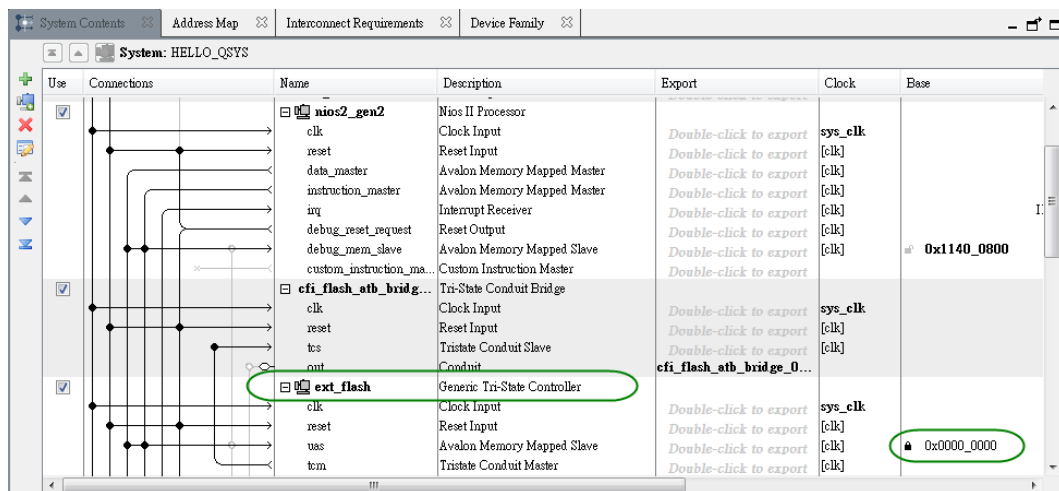 System Contents Address Map Interconnect Requirements Device Family
System: HELLO_QSYS
Use Connections Name Description Export Clock Base
nios2_gen2 Nios II Processor
clk Clock Input Double-click to export sys_clk
reset Reset Input Double-click to export [clk]
data_master Avalon Memory Mapped Master Double-click to export [clk]
instruction_master Avalon Memory Mapped Master Double-click to export [clk]
irq Interrupt Receiver Double-click to export [clk]
debug_reset_request Reset Output Double-click to export [clk]
debug_mem_slave Avalon Memory Mapped Slave Double-click to export [clk] 0x1140_0800
custom_instruction_ma... Custom Instruction Master Double-click to export
cfi_flash_atb_bridg... Tri-State Conduit Bridge
clk Clock Input Double-click to export sys_clk
reset Reset Input Double-click to export [clk]
tcs Tristate Conduit Slave Double-click to export [clk]
out Conduit cfi_flash_atb_bridge_0...
ext_flash Generic Tri-State Controller
clk Clock Input Double-click to export sys_clk
reset Reset Input Double-click to export [clk]
uas Avalon Memory Mapped Slave Double-click to export [clk] 0x0000_0000
tcm Tristate Conduit Master Double-click to export [clk]